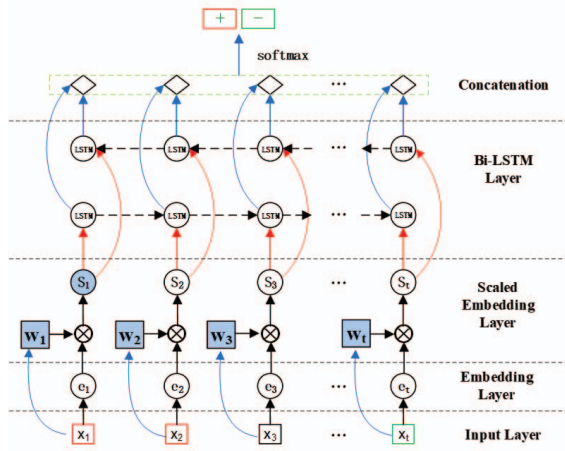 + −
softmax
... Concatenation
LSTM LSTM LSTM ... LSTM Bi-LSTM
Layer
LSTM LSTM LSTM ... LSTM
S1 S2 S3 ... St Scaled
Embedding
Layer
W1 W2 W3 Wt
e1 e2 e3 et Embedding
Layer
X1 X2 X3 ... Xt Input Layer